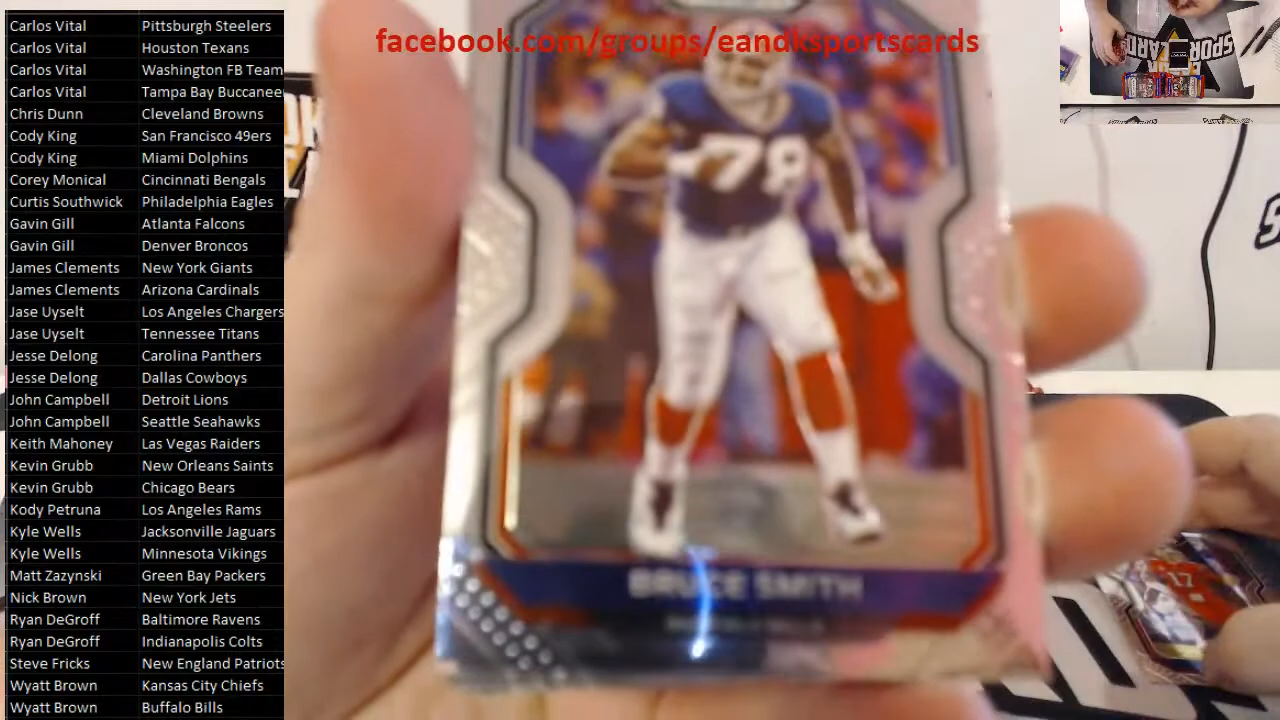 Carlos Vital Pittsburgh Steelers
Carlos Vital Houston Texans
Carlos Vital Washington FB Team
Carlos Vital Tampa Bay Buccanee
Chris Dunn Cleveland Browns
Cody King San Francisco 49ers
Cody King Miami Dolphins
Corey Monical Cincinnati Bengals
Curtis Southwick Philadelphia Eagles
Gavin Gill Atlanta Falcons
Gavin Gill Denver Broncos
James Clements New York Giants
James Clements Arizona Cardinals
Jase Uyselt Los Angeles Chargers
Jase Uyselt Tennessee Titans
Jesse Delong Carolina Panthers
Jesse Delong Dallas Cowboys
John Campbell Detroit Lions
John Campbell Seattle Seahawks
Keith Mahoney Las Vegas Raiders
Kevin Grubb New Orleans Saints
Kevin Grubb Chicago Bears
Kody Petruna Los Angeles Rams
Kyle Wells Jacksonville Jaguars
Kyle Wells Minnesota Vikings
Matt Zazynski Green Bay Packers
Nick Brown New York Jets
Ryan DeGroff Baltimore Ravens
Ryan DeGroff Indianapolis Colts
Steve Fricks New England Patriots
Wyatt Brown Kansas City Chiefs
Wyatt Brown Buffalo Bills
facebook.com/groups/eandksportscards
78
BRUCE SMITH
17